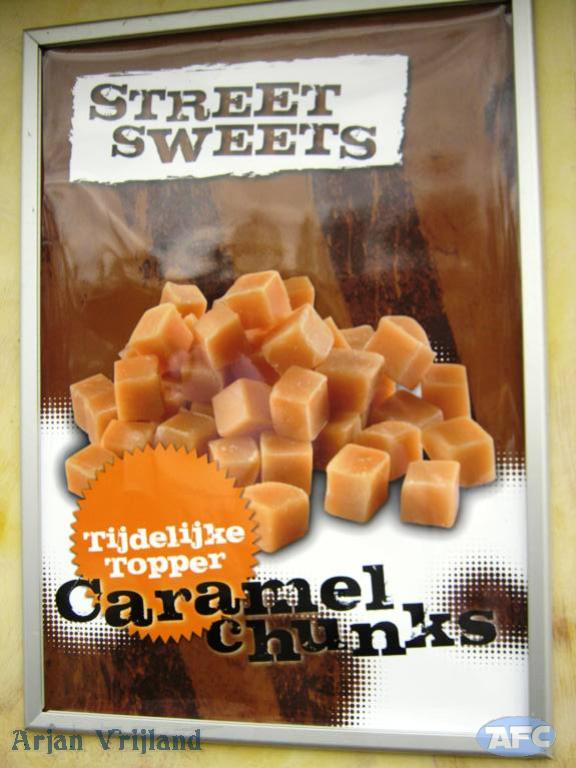 STREET
SWEETS
Tijdelijke
Topper
Caramel
chunks
Arjan Vrijland
AFC